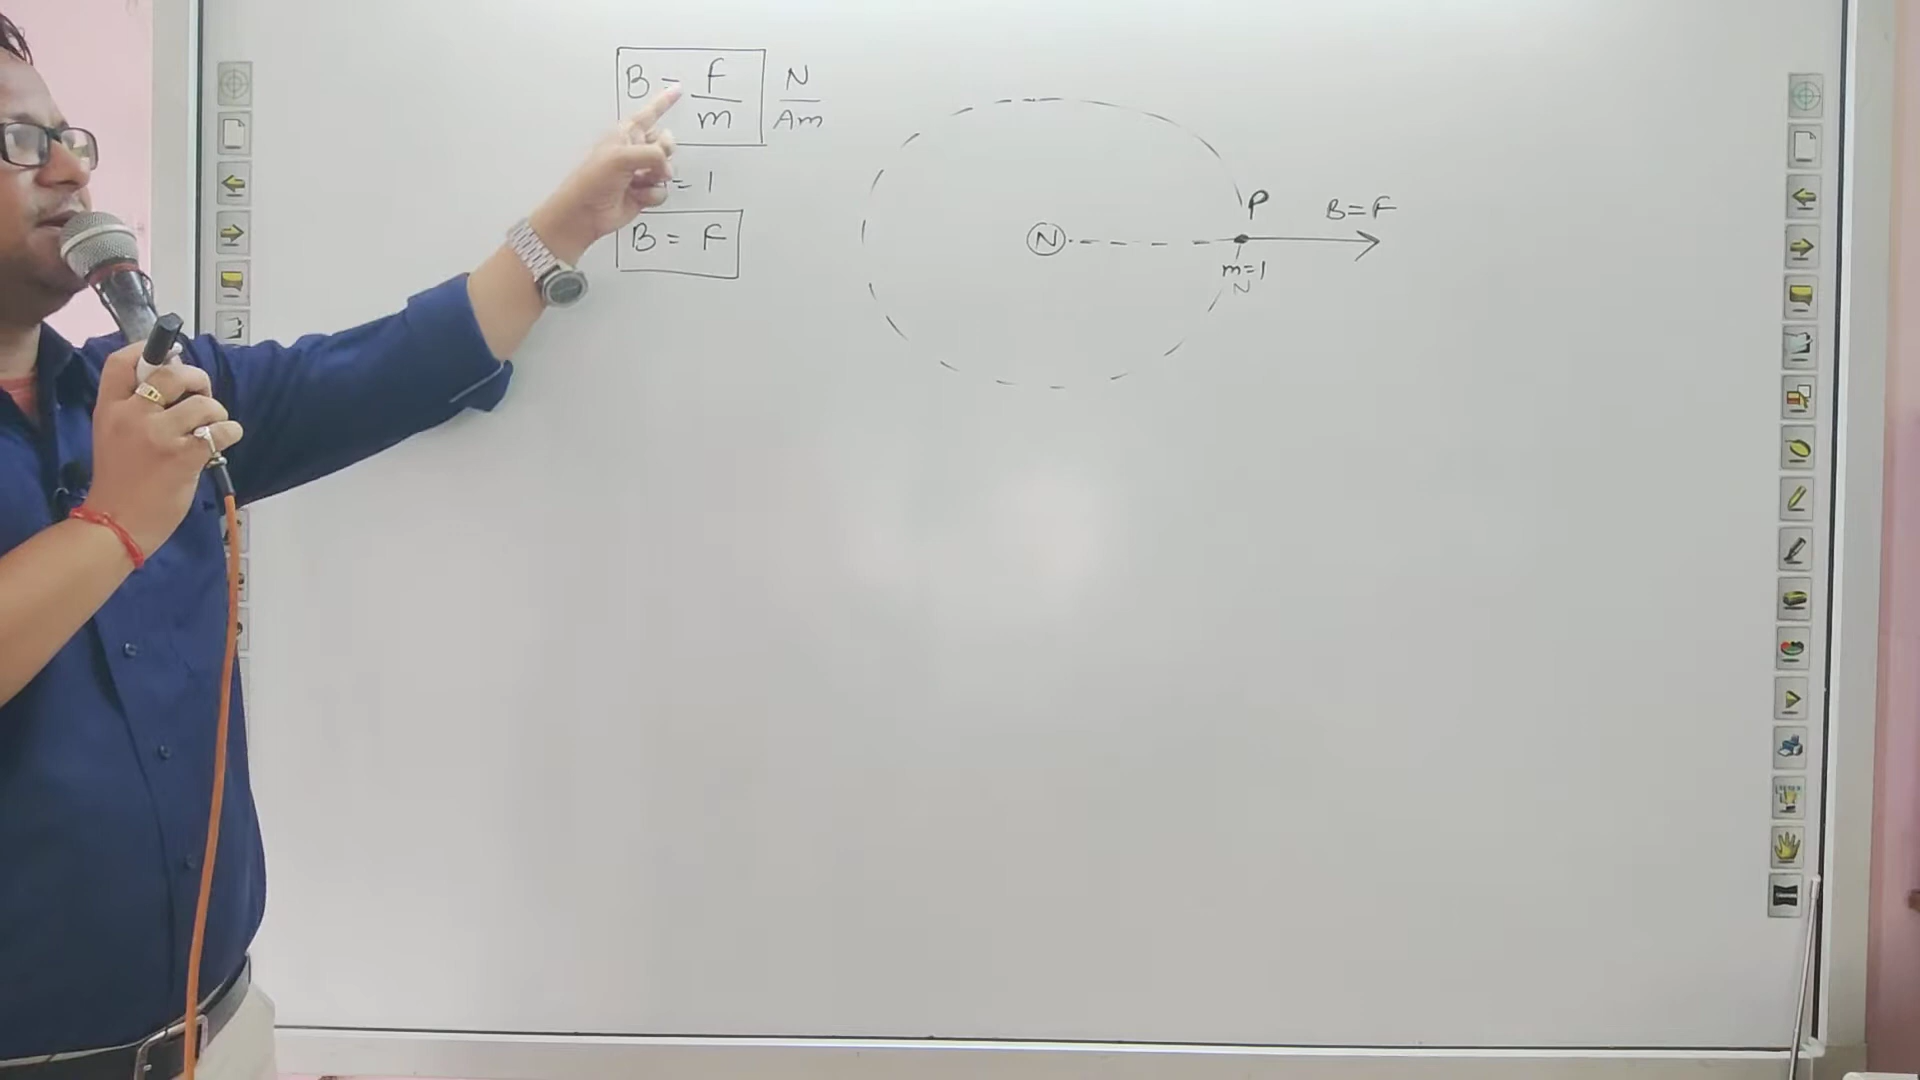 B = F/m N/Am
= 1
B = F
N
P
B = F
m=1
N